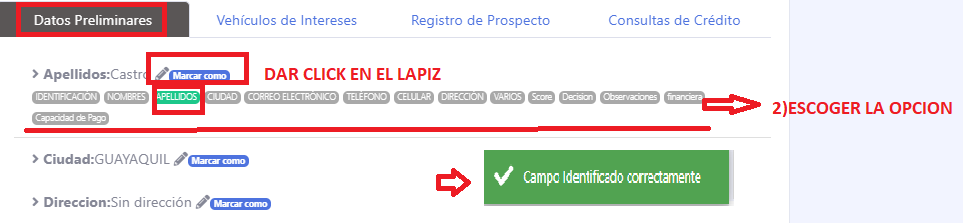 Datos Preliminares Vehículos de Intereses Registro de Prospecto Consultas de Crédito
Apellidos:Castro Marcar como DAR CLICK EN EL LAPIZ
IDENTIFICACIÓN NOMBRES APELLIDOS CIUDAD CORREO ELECTRÓNICO TELÉFONO CELULAR DIRECCIÓN VARIOS Score Decision Observaciones financiera 2)ESCOGER LA OPCION
Capacidad de Pago
Ciudad:GUAYAQUIL Marcar como
Campo Identificado correctamente
Direccion:Sin dirección Marcar como